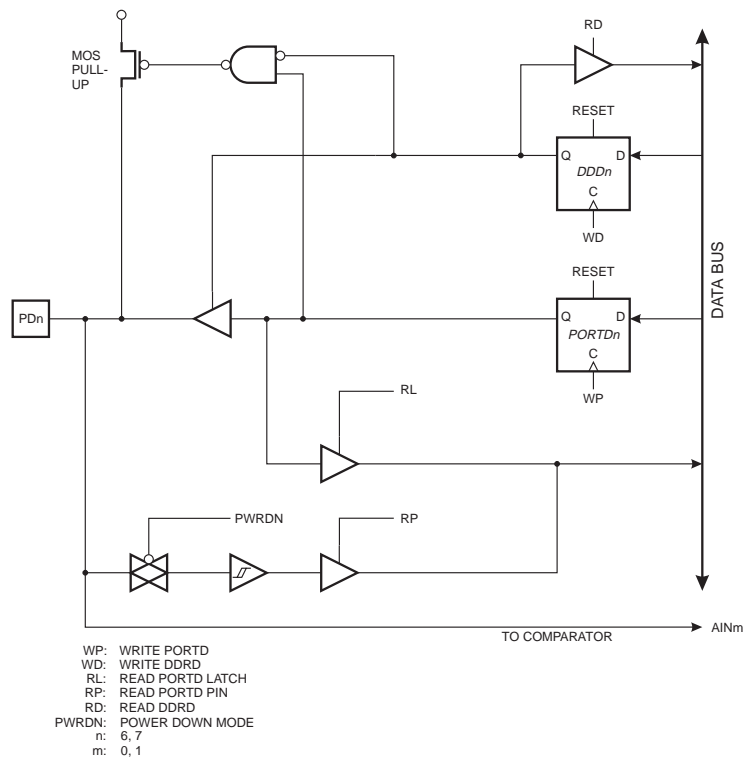 RD
MOS
PULL-
UP
RESET
Q
D
DDDn
C
WD
DATA BUS
RESET
PDn
Q
D
PORTDn
C
WP
RL
PWRDN
RP
TO COMPARATOR
AINm
WP: WRITE PORTD
WD: WRITE DDRD
RL: READ PORTD LATCH
RP: READ PORTD PIN
RD: READ DDRD
PWRDN: POWER DOWN MODE
n: 6, 7
m: 0, 1